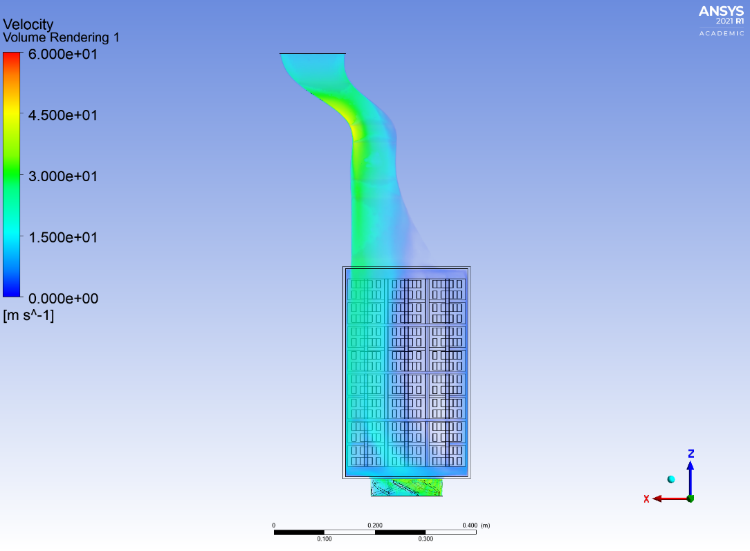 Velocity
Volume Rendering 1
6.000e+01
4.500e+01
3.000e+01
1.500e+01
0.000e+00
[m s^-1]
ANSYS
2021 R1
ACADEMIC
Z
X
0 0.200 0.400 (m)
0.100 0.300